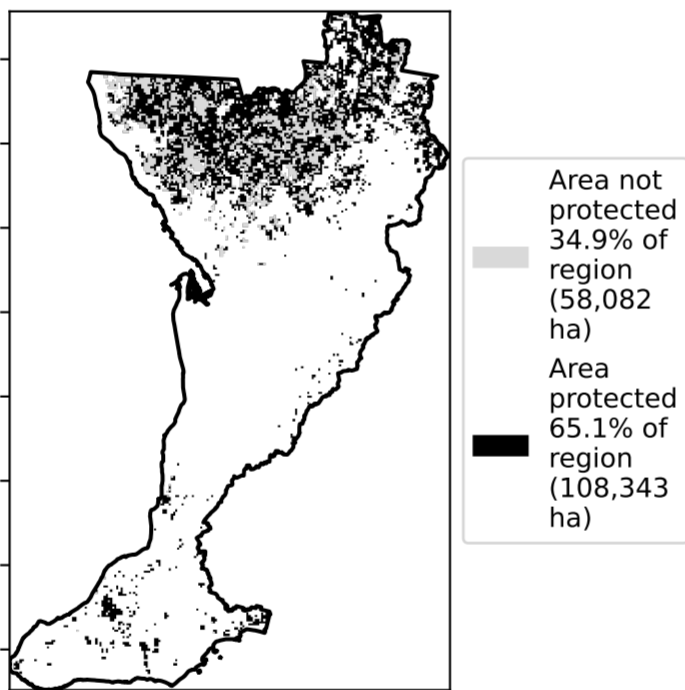 Area not
protected
34.9% of
region
(58,082
ha)
Area
protected
65.1% of
region
(108,343
ha)